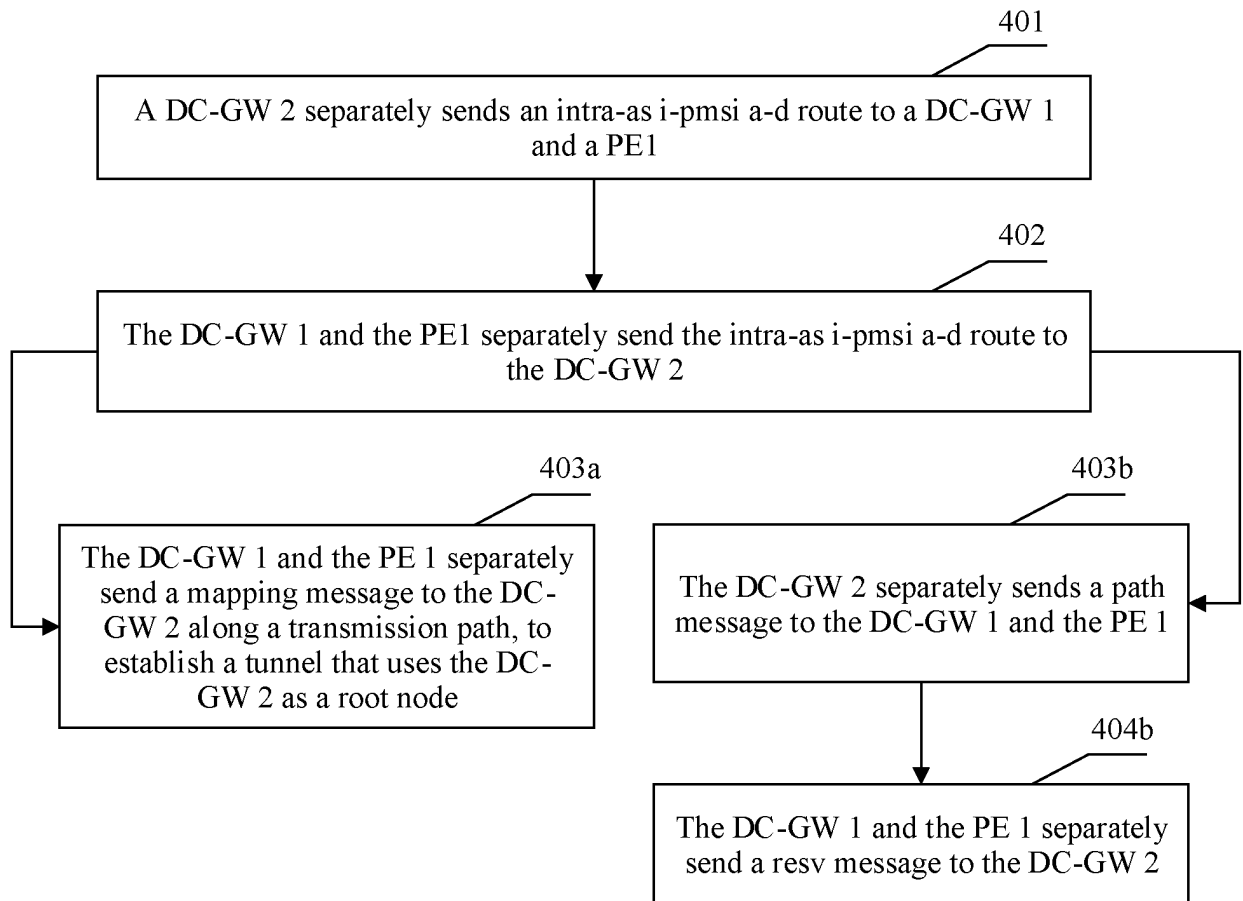 401
A DC-GW 2 separately sends an intra-as i-pmsi a-d route to a DC-GW 1
and a PE1
402
The DC-GW 1 and the PE1 separately send the intra-as i-pmsi a-d route to
the DC-GW 2
403a
The DC-GW 1 and the PE 1 separately
send a mapping message to the DC-
GW 2 along a transmission path, to
establish a tunnel that uses the DC-
GW 2 as a root node
403b
The DC-GW 2 separately sends a path
message to the DC-GW 1 and the PE 1
404b
The DC-GW 1 and the PE 1 separately
send a resv message to the DC-GW 2